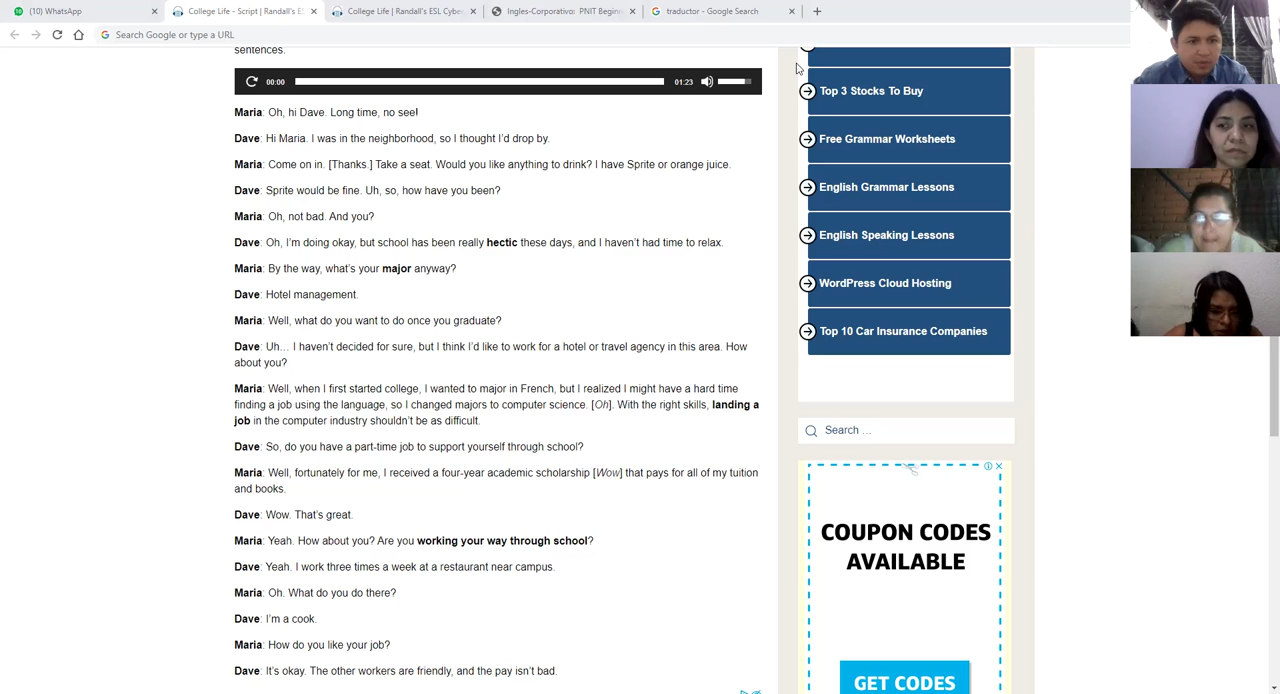 (10) WhatsApp
College Life - Script | Randall's ES
College Life | Randall's ESL Cyber
Ingles-Corporativo: PNIT Beginn
traductor - Google Search
Search Google or type a URL
sentences.
00:00
01:23
Maria: Oh, hi Dave. Long time, no see!
Dave: Hi Maria. I was in the neighborhood, so I thought I'd drop by.
Maria: Come on in. [Thanks.] Take a seat. Would you like anything to drink? I have Sprite or orange juice.
Dave: Sprite would be fine. Uh, so, how have you been?
Maria: Oh, not bad. And you?
Dave: Oh, I'm doing okay, but school has been really hectic these days, and I haven't had time to relax.
Maria: By the way, what's your major anyway?
Dave: Hotel management.
Maria: Well, what do you want to do once you graduate?
Dave: Uh… I haven't decided for sure, but I think I'd like to work for a hotel or travel agency in this area. How
about you?
Maria: Well, when I first started college, I wanted to major in French, but I realized I might have a hard time
finding a job using the language, so I changed majors to computer science. [Oh]. With the right skills, landing a
job in the computer industry shouldn't be as difficult.
Dave: So, do you have a part-time job to support yourself through school?
Maria: Well, fortunately for me, I received a four-year academic scholarship [Wow] that pays for all of my tuition
and books.
Dave: Wow. That's great.
Maria: Yeah. How about you? Are you working your way through school?
Dave: Yeah. I work three times a week at a restaurant near campus.
Maria: Oh. What do you do there?
Dave: I'm a cook.
Maria: How do you like your job?
Dave: It's okay. The other workers are friendly, and the pay isn't bad.
Top 3 Stocks To Buy
Free Grammar Worksheets
English Grammar Lessons
English Speaking Lessons
WordPress Cloud Hosting
Top 10 Car Insurance Companies
Search …
COUPON CODES
AVAILABLE
GET CODES